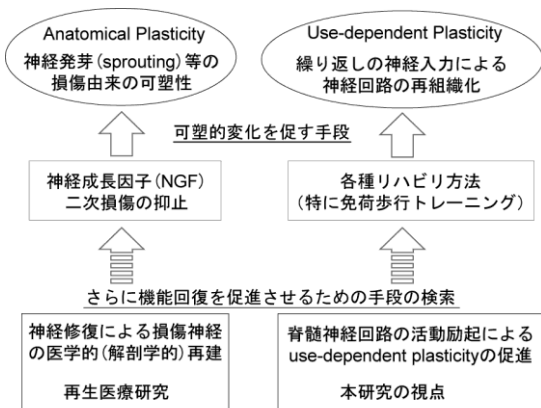 Anatomical Plasticity
神経発芽(sprouting)等の
損傷由来の可塑性
Use-dependent Plasticity
繰り返しの神経入力による
神経回路の再組織化
可塑的変化を促す手段
神経成長因子(NGF)
二次損傷の抑止
各種リハビリ方法
(特に免荷歩行トレーニング)
さらに機能回復を促進させるための手段の検索
神経修復による損傷神経
の医学的(解剖学的)再建
再生医療研究
脊髄神経回路の活動励起による
use-dependent plasticityの促進
本研究の視点